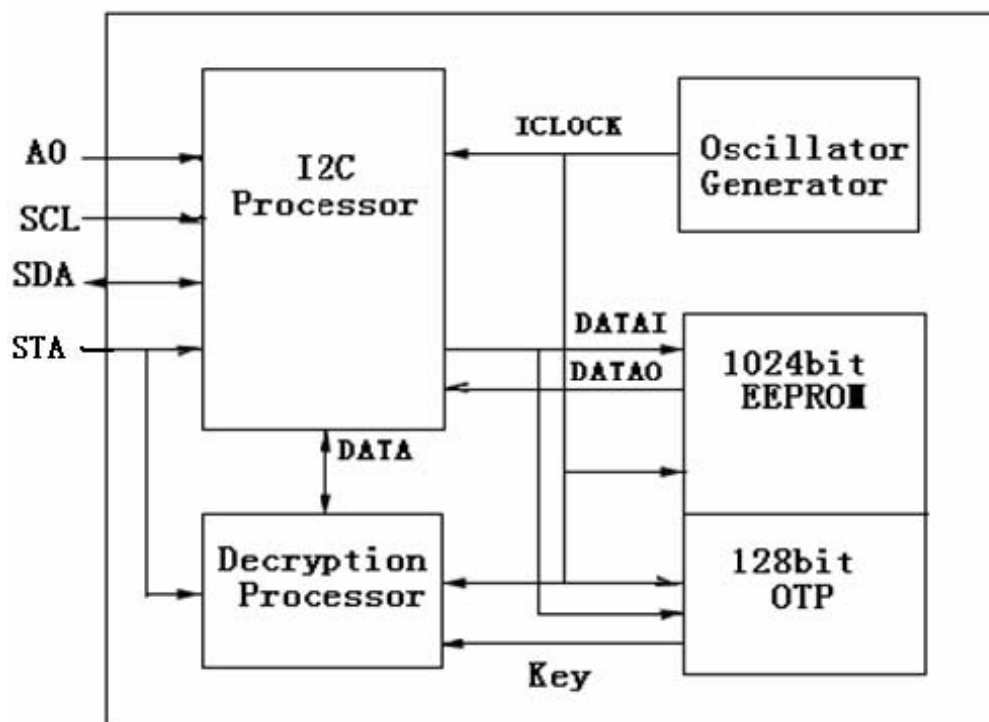 I2C
Processor
ICLOCK
Oscillator
Generator
A0
SCL
SDA
STA
DATAI
DATAO
1024bit
EEPROM
DATA
Decryption
Processor
128bit
OTP
Key